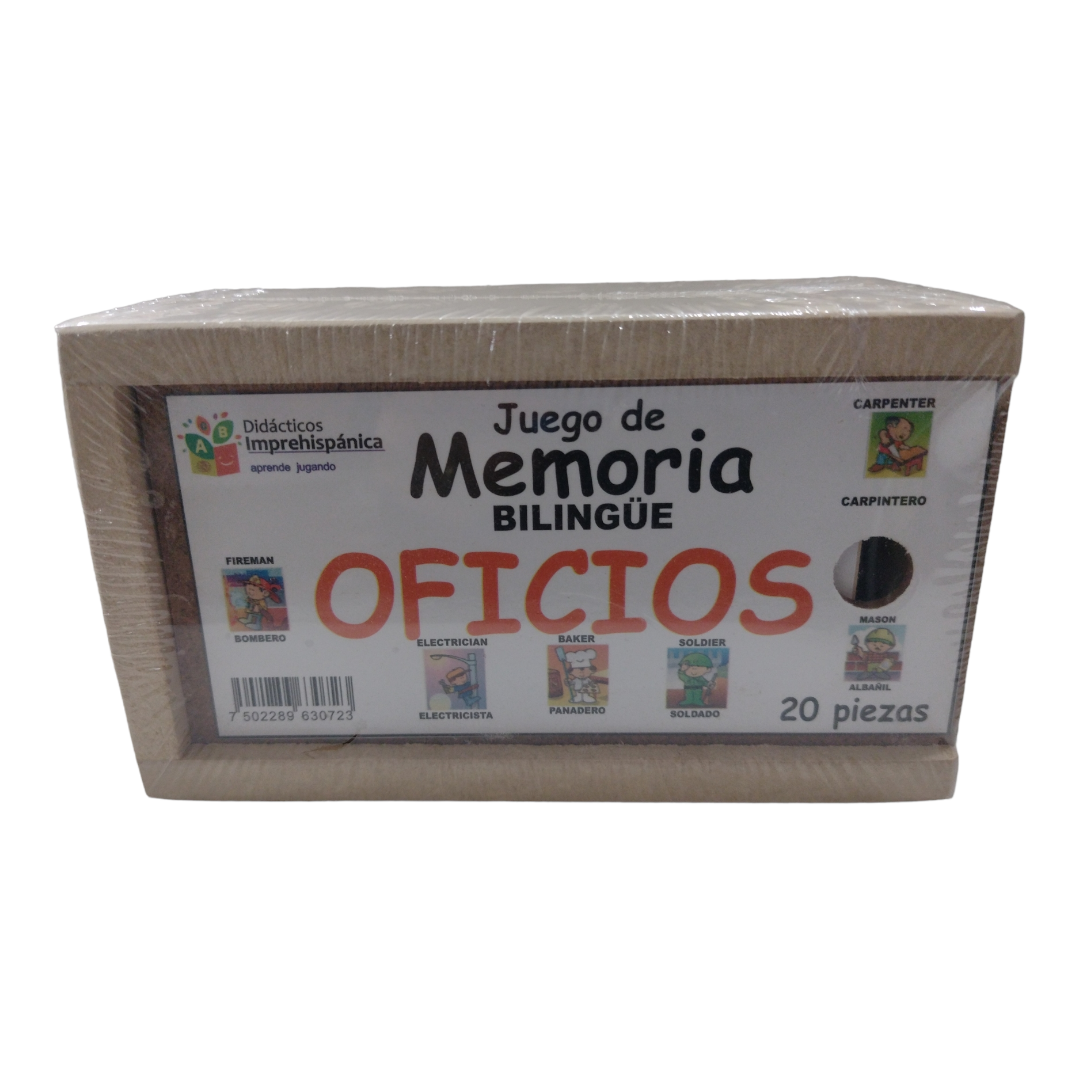 Didácticos
Imprehispánica
aprende jugando
Juego de
Memoria
BILINGÜE
OFICIOS
CARPENTER
CARPINTERO
FIREMAN
BOMBERO
ELECTRICIAN
ELECTRICISTA
BAKER
PANADERO
SOLDIER
SOLDADO
MASON
ALBAÑIL
7 502289 630723
20 piezas
A B